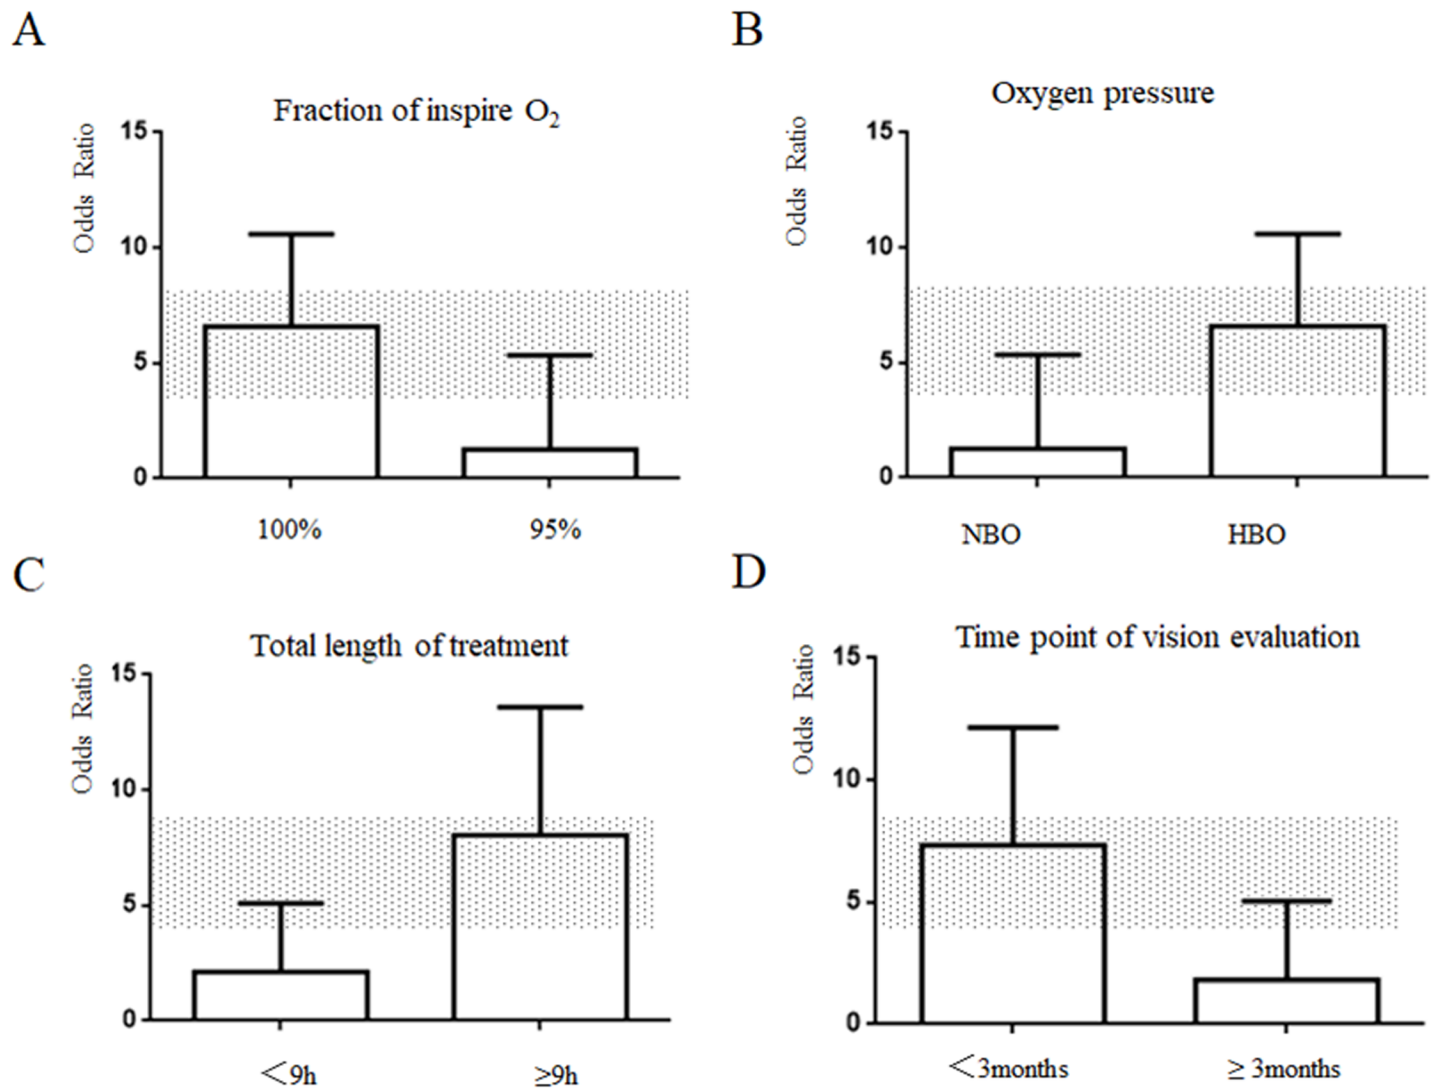 A
Fraction of inspire O₂
Odds Ratio
15
10
5
0
100% 95%
B
Oxygen pressure
Odds Ratio
15
10
5
0
NBO HBO
C
Total length of treatment
Odds Ratio
15
10
5
0
<9h ≥9h
D
Time point of vision evaluation
Odds Ratio
15
10
5
0
<3months ≥ 3months